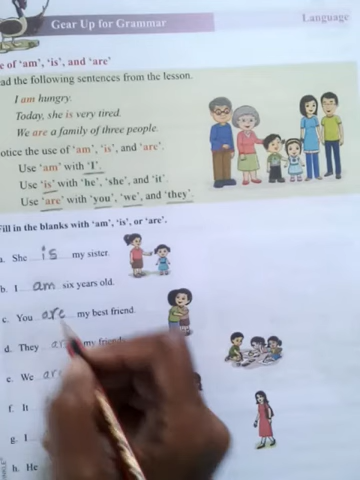 Gear Up for Grammar
Language
e of 'am', 'is', and 'are'
ad the following sentences from the lesson.
I am hungry.
Today, she is very tired.
We are a family of three people.
otice the use of 'am', 'is', and 'are'.
Use 'am' with 'I'.
Use 'is' with 'he', 'she', and 'it'.
Use 'are' with 'you', 'we', and 'they'.
Fill in the blanks with 'am', 'is', or 'are'.
a. She is my sister.
b. I am six years old.
c. You are my best friend.
d. They ar my friend
e. We are
f. It
g. I
h. He